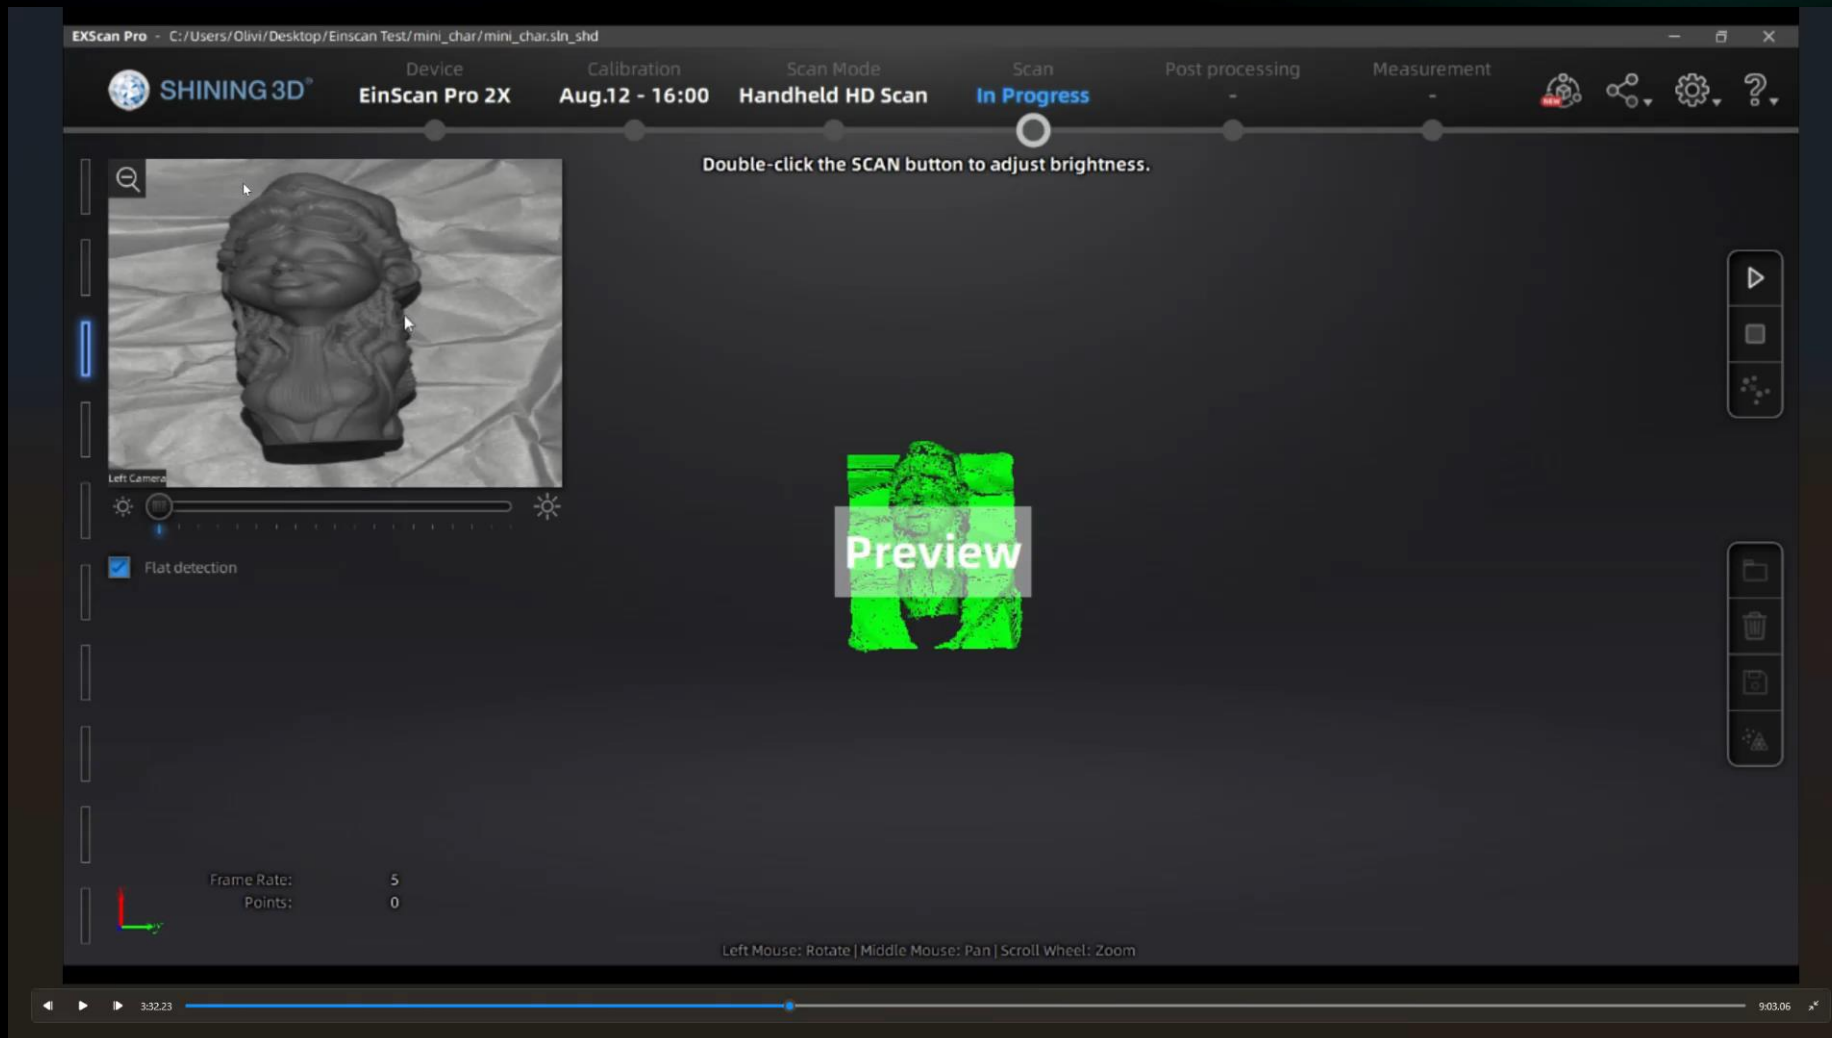 EXScan Pro - C:/Users/Olivi/Desktop/Einscan Test/mini_char/mini_char.sln_shd
SHINING 3D®
Device
EinScan Pro 2X
Calibration
Aug.12 - 16:00
Scan Mode
Handheld HD Scan
Scan
In Progress
Post processing
-
Measurement
-
NEW
?
Double-click the SCAN button to adjust brightness.
Left Camera
Flat detection
Preview
Frame Rate: 5
Points: 0
y
Left Mouse: Rotate | Middle Mouse: Pan | Scroll Wheel: Zoom
3:32.23
9:03.06